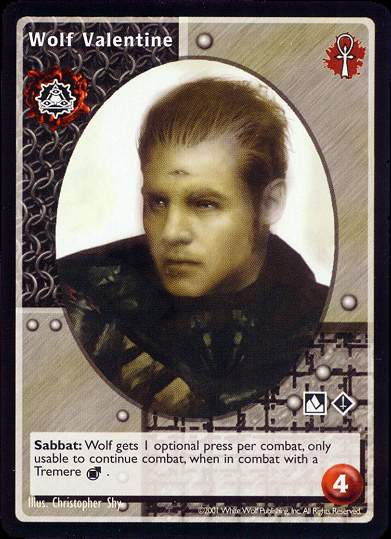 Wolf Valentine
Sabbat: Wolf gets 1 optional press per combat, only
usable to continue combat, when in combat with a
Tremere .
4
Illus. Christopher Shy
©2001 White Wolf Publishing, Inc. All Rights Reserved.